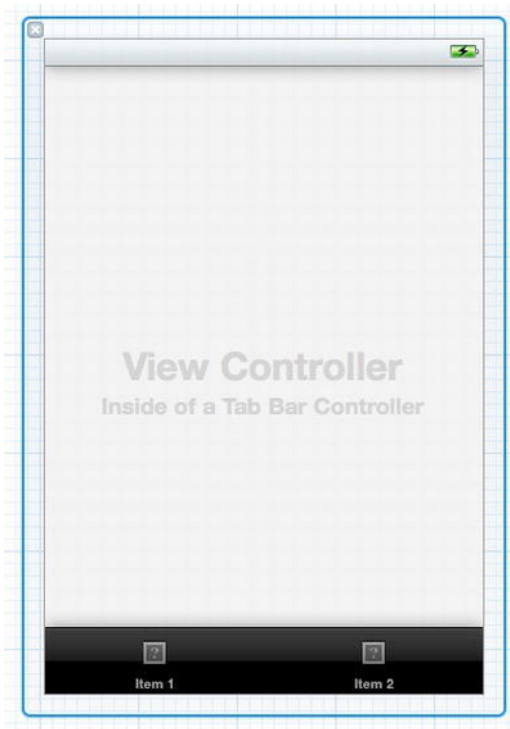 View Controller
Inside of a Tab Bar Controller
? ?
Item 1 Item 2